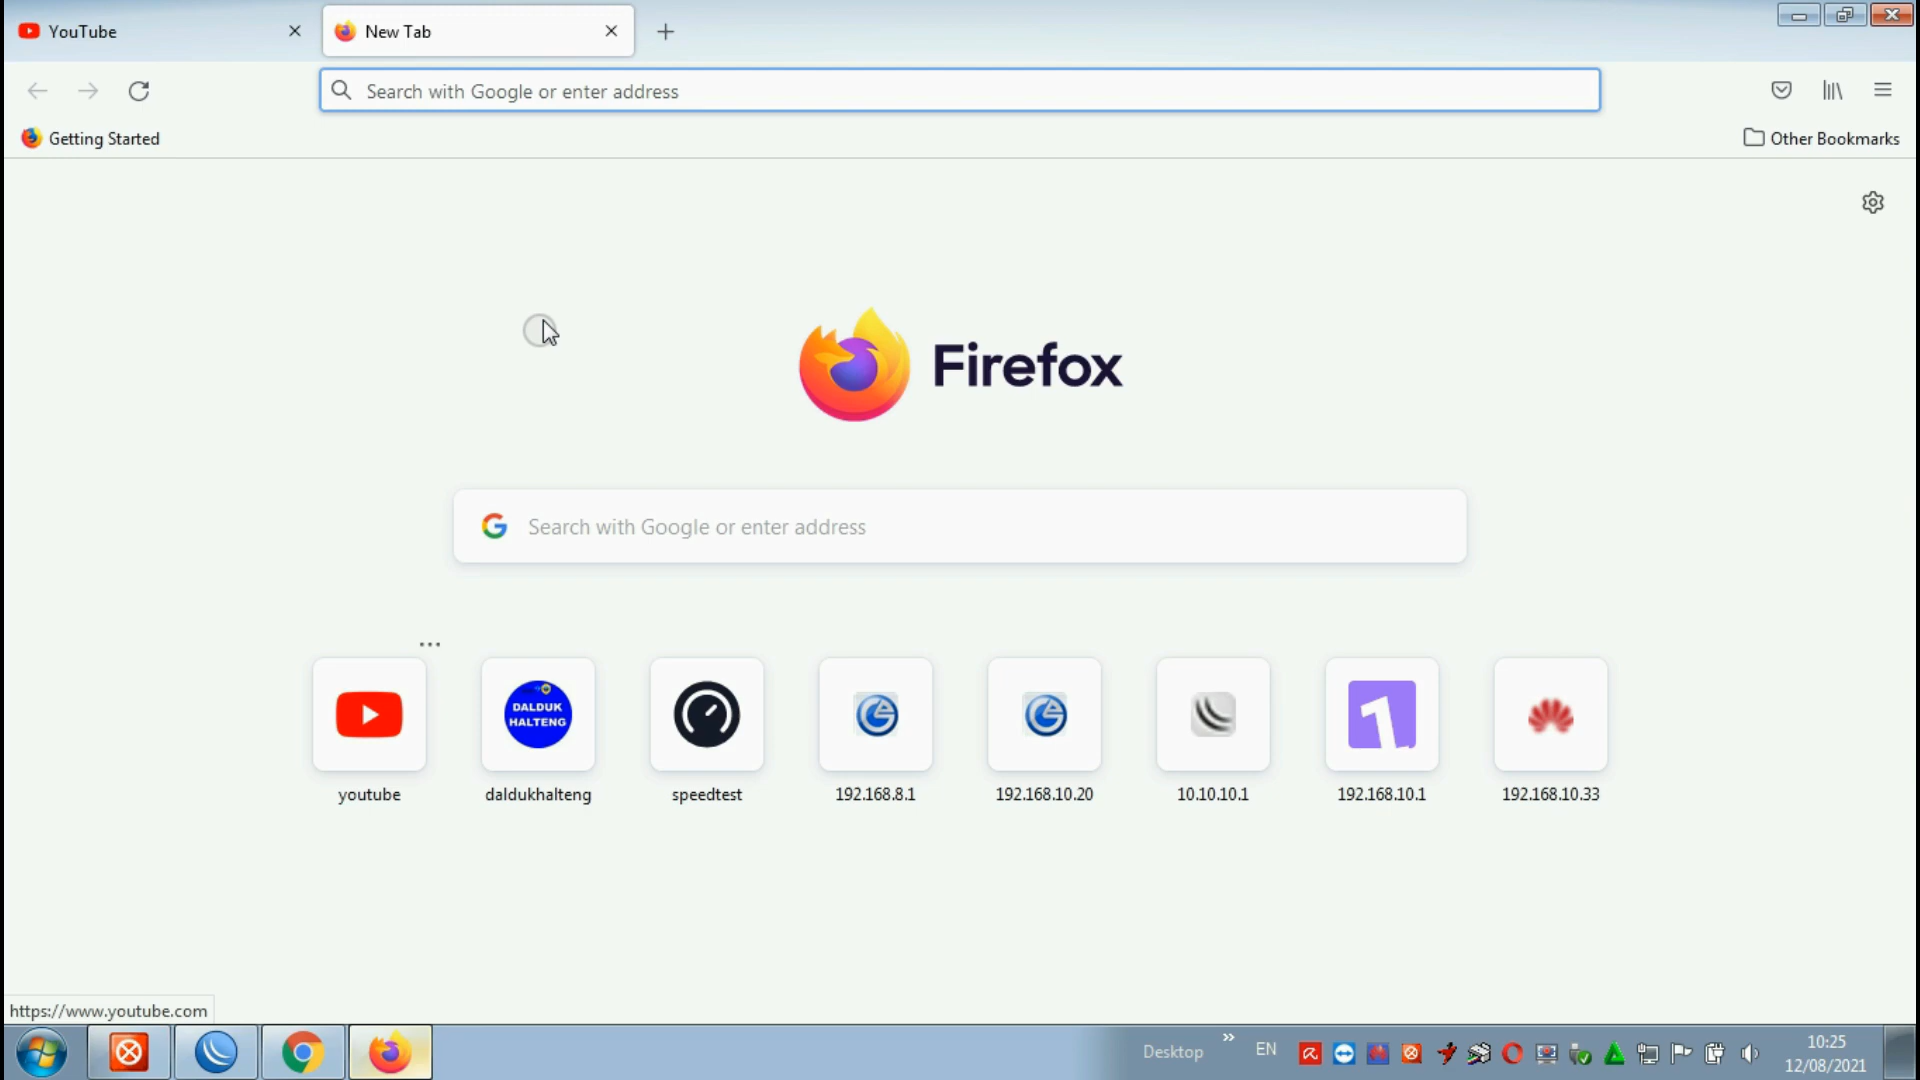 YouTube
New Tab
Search with Google or enter address
Getting Started
Other Bookmarks
Firefox
Search with Google or enter address
youtube
DALDUK
HALTENG
daldukhalteng
speedtest
192.168.8.1
192.168.10.20
10.10.10.1
1
192.168.10.1
192.168.10.33
https://www.youtube.com
Desktop
EN
10:25
12/08/2021